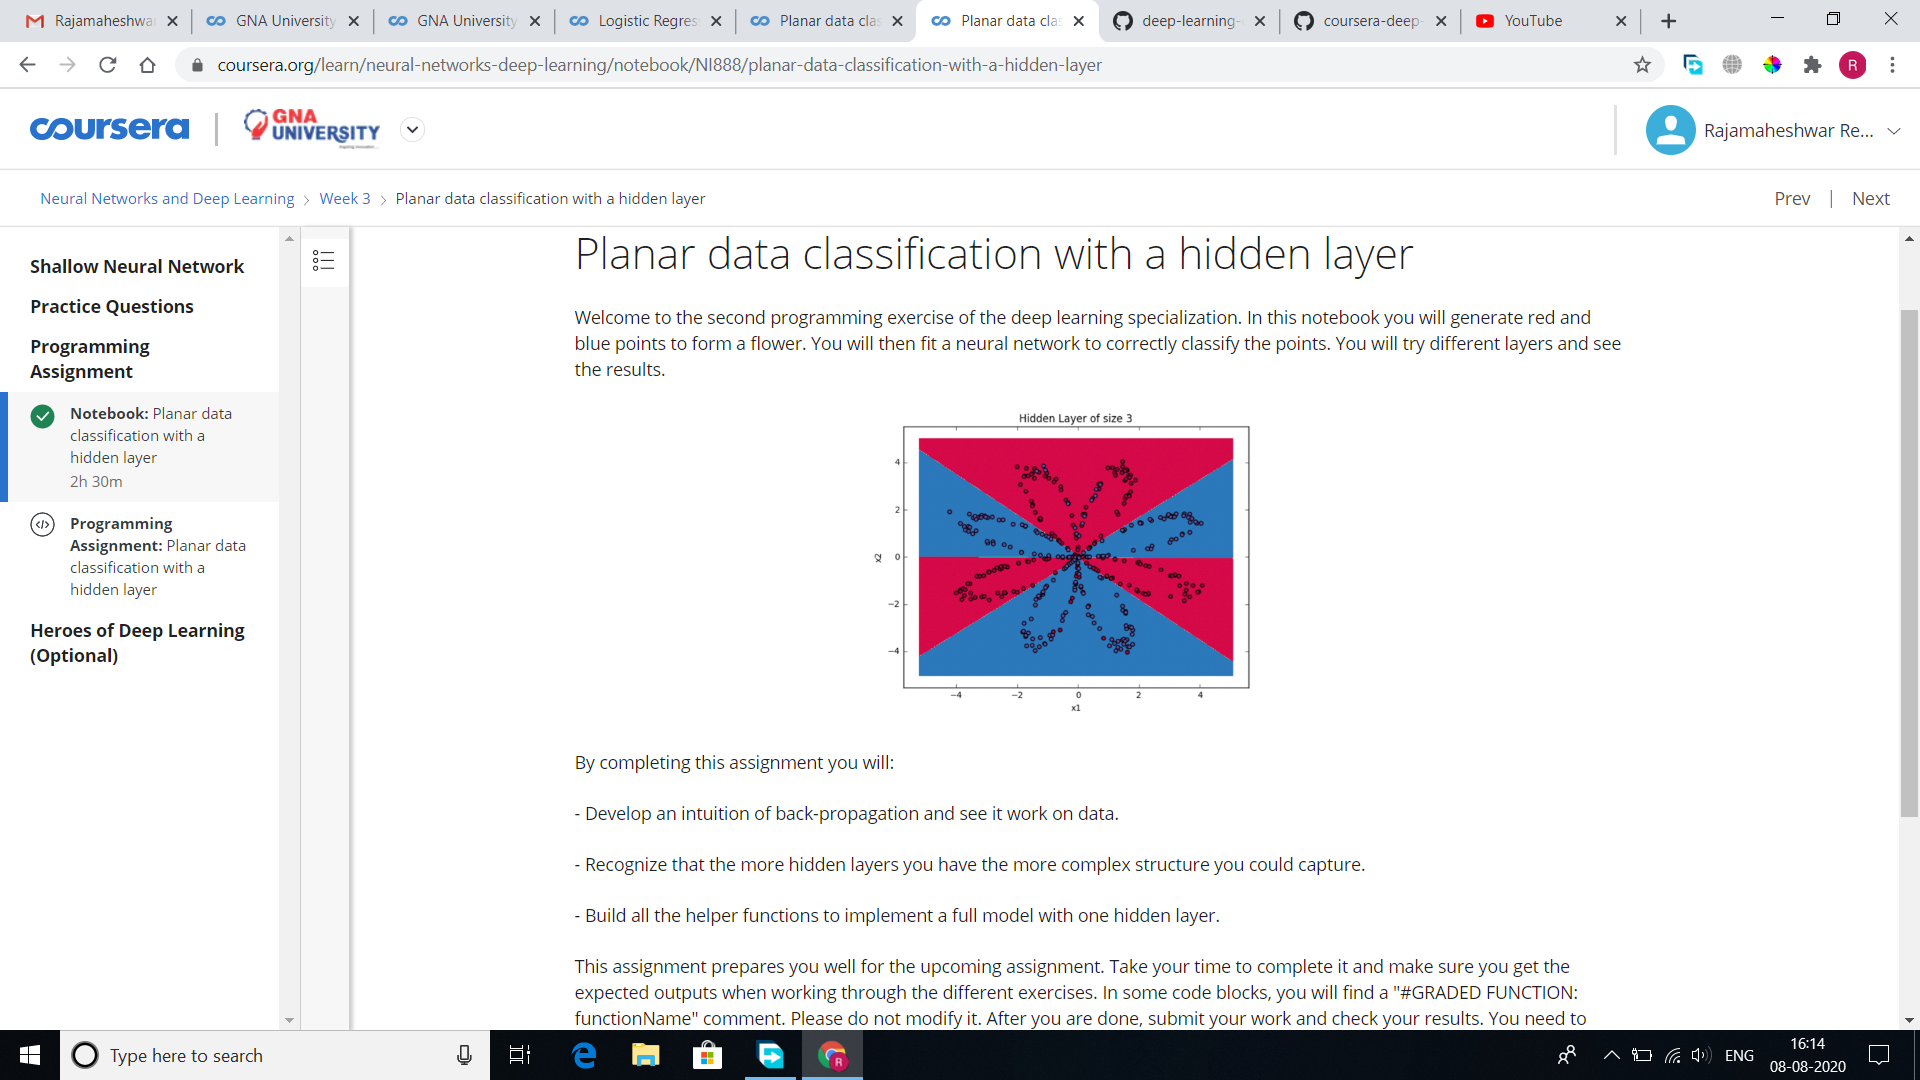 Rajamaheshwa
GNA University
GNA University
Logistic Regres
Planar data clas
Planar data clas
deep-learning-
coursera-deep-
YouTube
coursera.org/learn/neural-networks-deep-learning/notebook/NI888/planar-data-classification-with-a-hidden-layer
R
coursera
GNA
UNIVERSITY
Rajamaheshwar Re...
Neural Networks and Deep Learning > Week 3 > Planar data classification with a hidden layer
Prev | Next
Shallow Neural Network
Practice Questions
Programming
Assignment
Notebook: Planar data
classification with a
hidden layer
2h 30m
Programming
Assignment: Planar data
classification with a
hidden layer
Heroes of Deep Learning
(Optional)
Planar data classification with a hidden layer
Welcome to the second programming exercise of the deep learning specialization. In this notebook you will generate red and
blue points to form a flower. You will then fit a neural network to correctly classify the points. You will try different layers and see
the results.
Hidden Layer of size 3
4
2
0
−2
−4
x2
−4 −2 0 2 4
x1
By completing this assignment you will:
- Develop an intuition of back-propagation and see it work on data.
- Recognize that the more hidden layers you have the more complex structure you could capture.
- Build all the helper functions to implement a full model with one hidden layer.
This assignment prepares you well for the upcoming assignment. Take your time to complete it and make sure you get the
expected outputs when working through the different exercises. In some code blocks, you will find a "#GRADED FUNCTION:
functionName" comment. Please do not modify it. After you are done, submit your work and check your results. You need to
Type here to search
R
ENG
16:14
08-08-2020